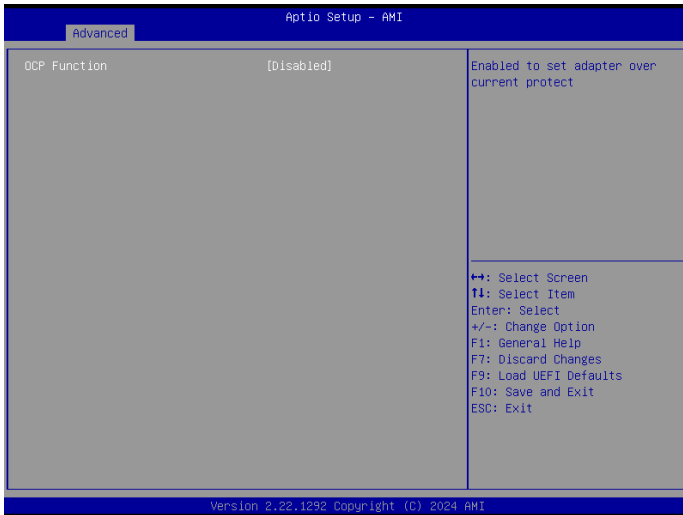 Aptio Setup – AMI
Advanced
OCP Function [Disabled]
Enabled to set adapter over
current protect
↔: Select Screen
↑↓: Select Item
Enter: Select
+/-: Change Option
F1: General Help
F7: Discard Changes
F9: Load UEFI Defaults
F10: Save and Exit
ESC: Exit
Version 2.22.1292 Copyright (C) 2024 AMI